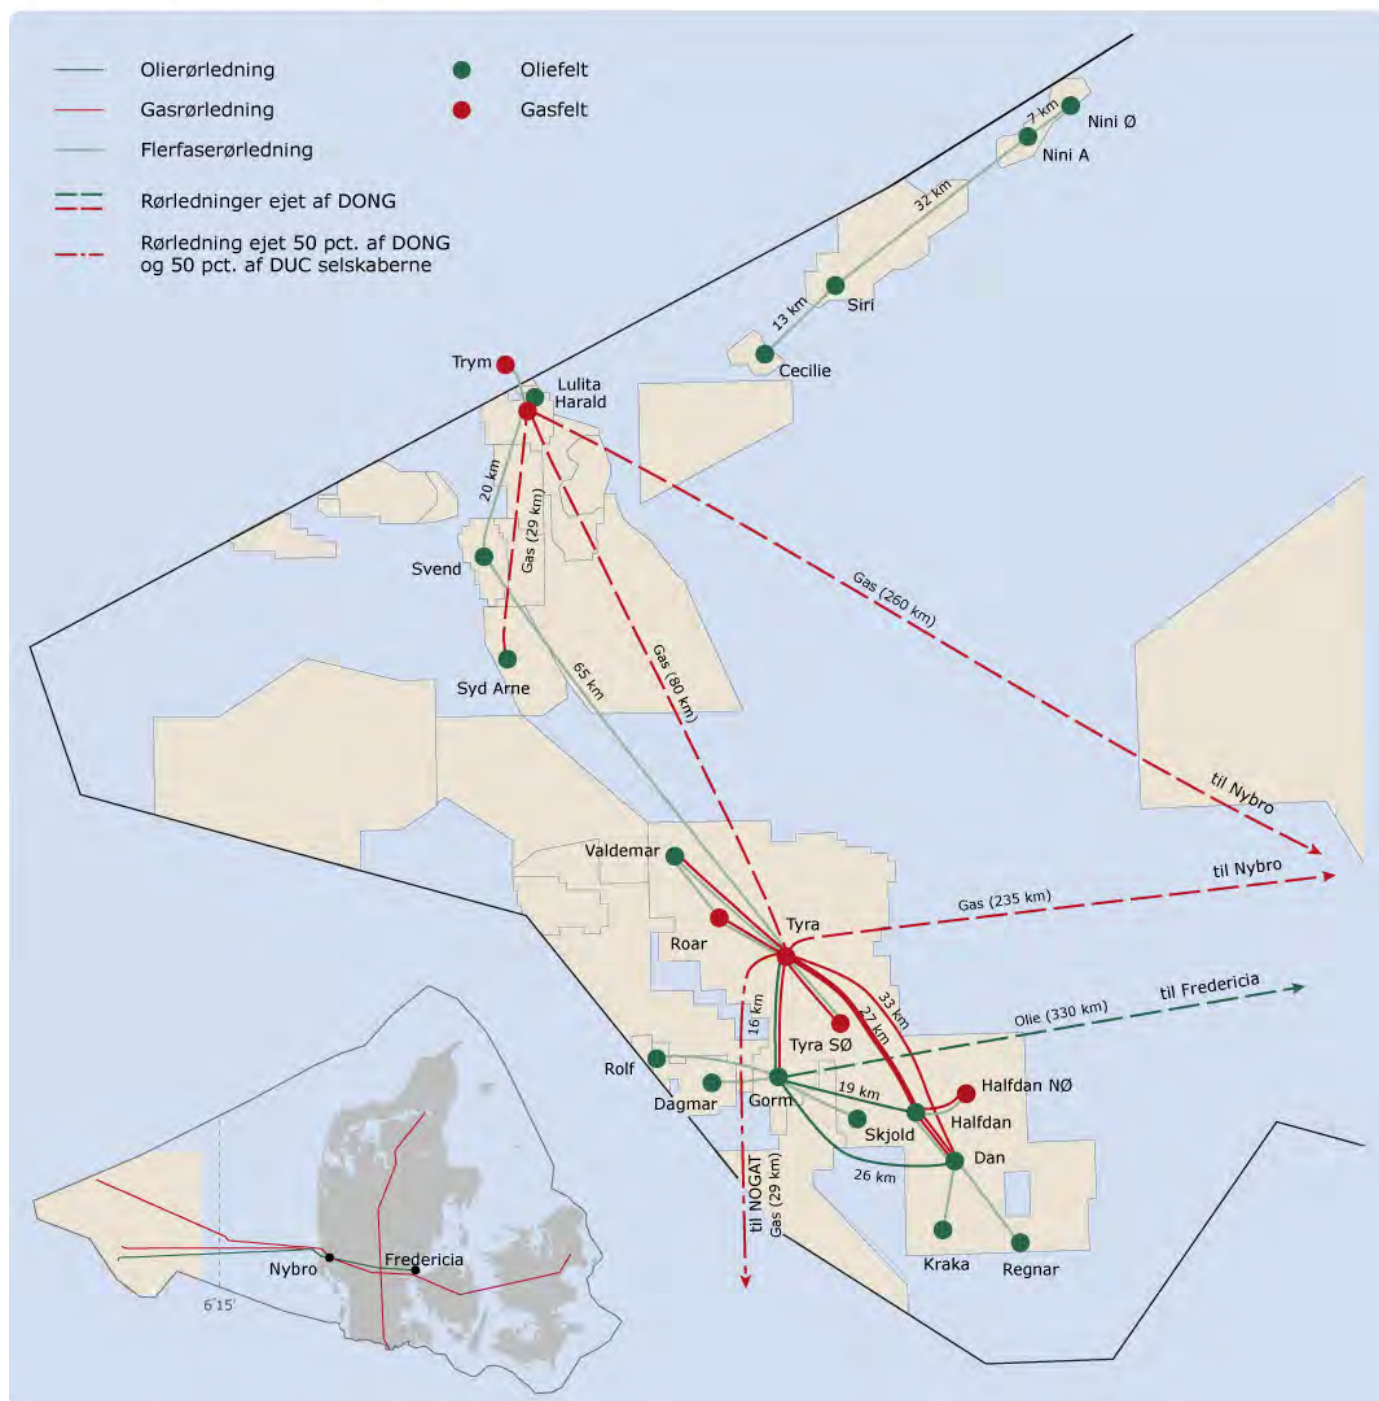 Olierørledning
Gasrørledning
Flerfaserørledning
Rørledninger ejet af DONG
Rørledning ejet 50 pct. af DONG
og 50 pct. af DUC selskaberne
Oliefelt
Gasfelt
7 km
Nini Ø
Nini A
32 km
Siri
13 km
Cecilie
Trym
Lulita
Harald
20 km
Gas (29 km)
Svend
Syd Arne
65 km
Gas (80 km)
Gas (260 km)
til Nybro
til Nybro
Gas (235 km)
Valdemar
Roar
Tyra
til Fredericia
Olie (330 km)
16 km
33 km
27 km
Tyra SØ
Rolf
Dagmar
Gorm
19 km
Halfdan NØ
Halfdan
Skjold
Dan
26 km
til NOGAT
Gas (29 km)
Kraka
Regnar
Nybro
Fredericia
6°15'